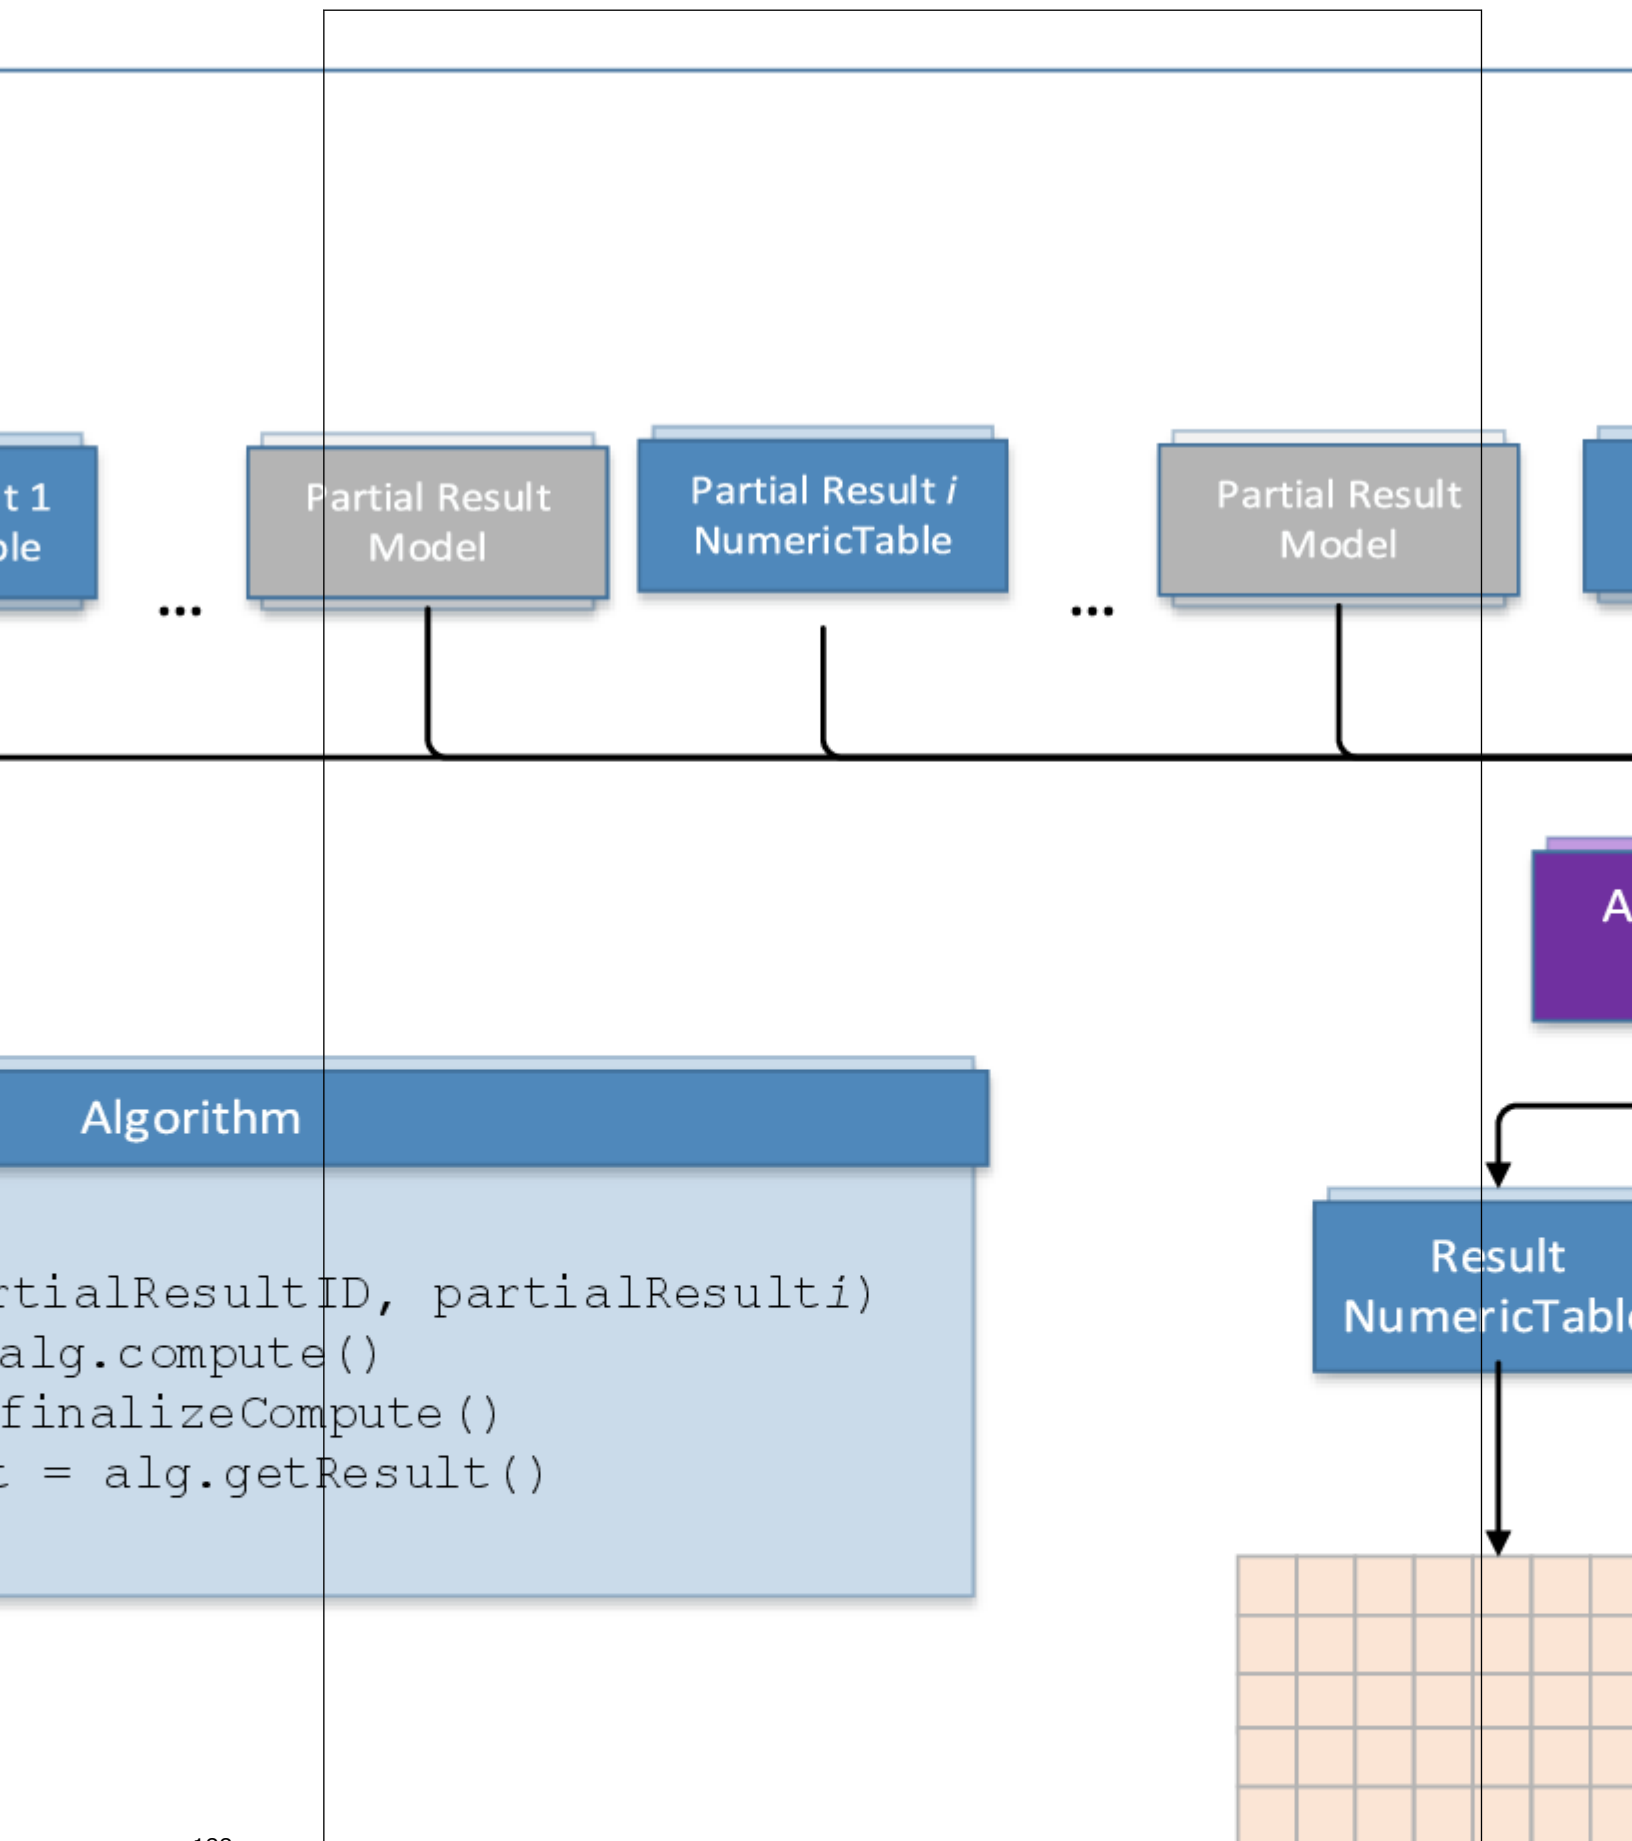 t 1
ble
Partial Result
Model
Partial Result i
NumericTable
Partial Result
Model
...
...
A
Algorithm
rtialResultID, partialResulti)
alg.compute()
finalizeCompute()
t = alg.getResult()
Result
NumericTable